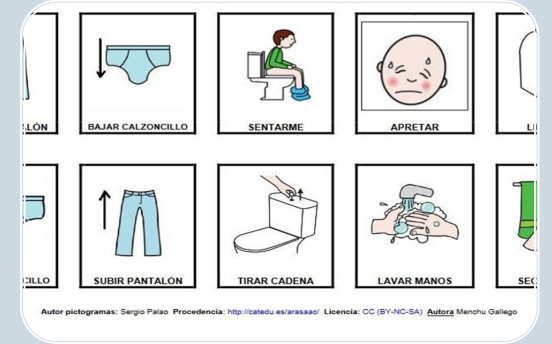 BAJAR CALZONCILLO
SENTARME
APRETAR
SUBIR PANTALÓN
TIRAR CADENA
LAVAR MANOS
Autor pictogramas: Sergio Palao Procedencia: http://catedu.es/arasaac/ Licencia: CC (BY-NC-SA) Autora Menchu Gallego